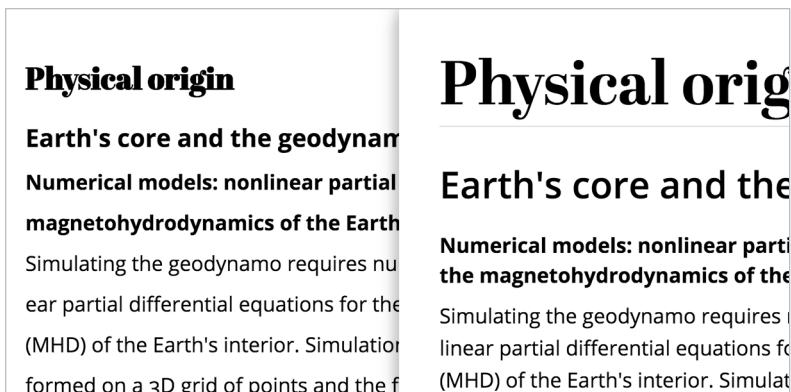 Physical origin
Earth's core and the geodynam
Numerical models: nonlinear partial
magnetohydrodynamics of the Earth
Simulating the geodynamo requires nu
ear partial differential equations for the
(MHD) of the Earth's interior. Simulation
formed on a 3D grid of points and the f
Physical orig
Earth's core and the
Numerical models: nonlinear parti
the magnetohydrodynamics of the
Simulating the geodynamo requires
linear partial differential equations fo
(MHD) of the Earth's interior. Simulat